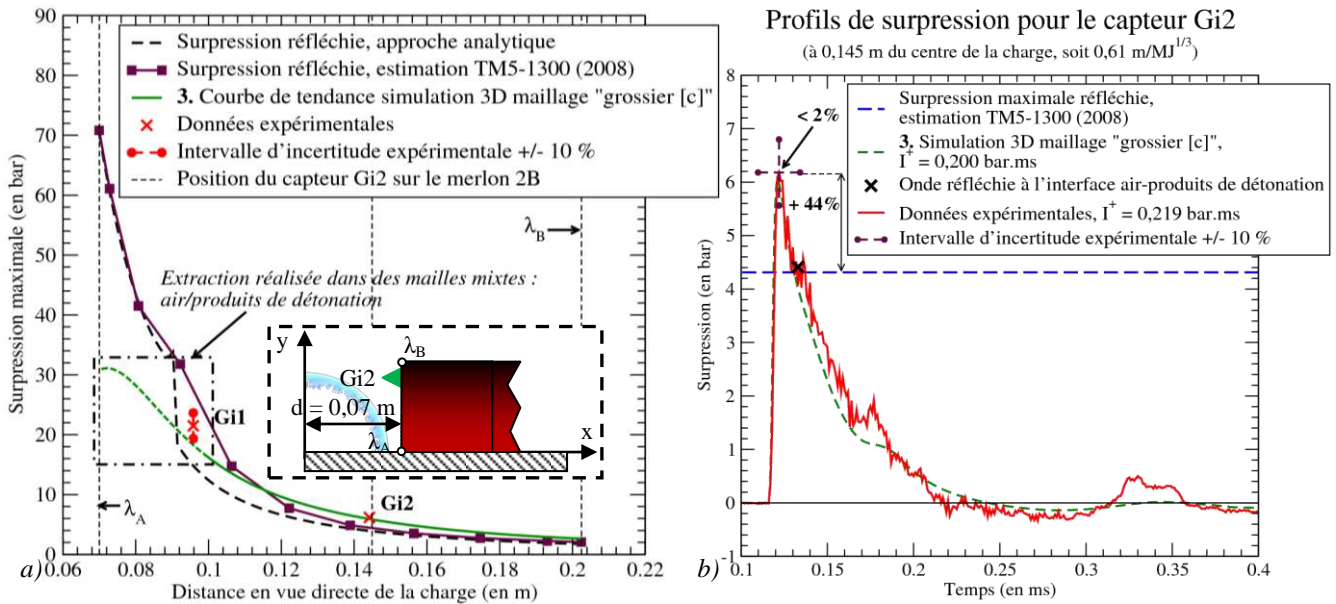 90
80
70
60
50
40
30
20
10
0
Surpression maximale (en bar)
Surpression réfléchie, approche analytique
Surpression réfléchie, estimation TM5-1300 (2008)
3. Courbe de tendance simulation 3D maillage "grossier [c]"
Données expérimentales
Intervalle d'incertitude expérimentale +/- 10 %
Position du capteur Gi2 sur le merlon 2B
λB
Extraction réalisée dans des mailles mixtes :
air/produits de détonation
y
λB
Gi2
d = 0,07 m
λA
x
Gi1
Gi2
λA
a)
0.06 0.08 0.1 0.12 0.14 0.16 0.18 0.2 0.22
Distance en vue directe de la charge (en m)
Profils de surpression pour le capteur Gi2
(à 0,145 m du centre de la charge, soit 0,61 m/MJ1/3)
8
7
6
5
4
3
2
1
0
-1
Surpression (en bar)
< 2%
+ 44%
Surpression maximale réfléchie,
estimation TM5-1300 (2008)
3. Simulation 3D maillage "grossier [c]",
I+ = 0,200 bar.ms
Onde réfléchie à l'interface air-produits de détonation
Données expérimentales, I+ = 0,219 bar.ms
Intervalle d'incertitude expérimentale +/- 10 %
b)
0.1 0.15 0.2 0.25 0.3 0.35 0.4
Temps (en ms)